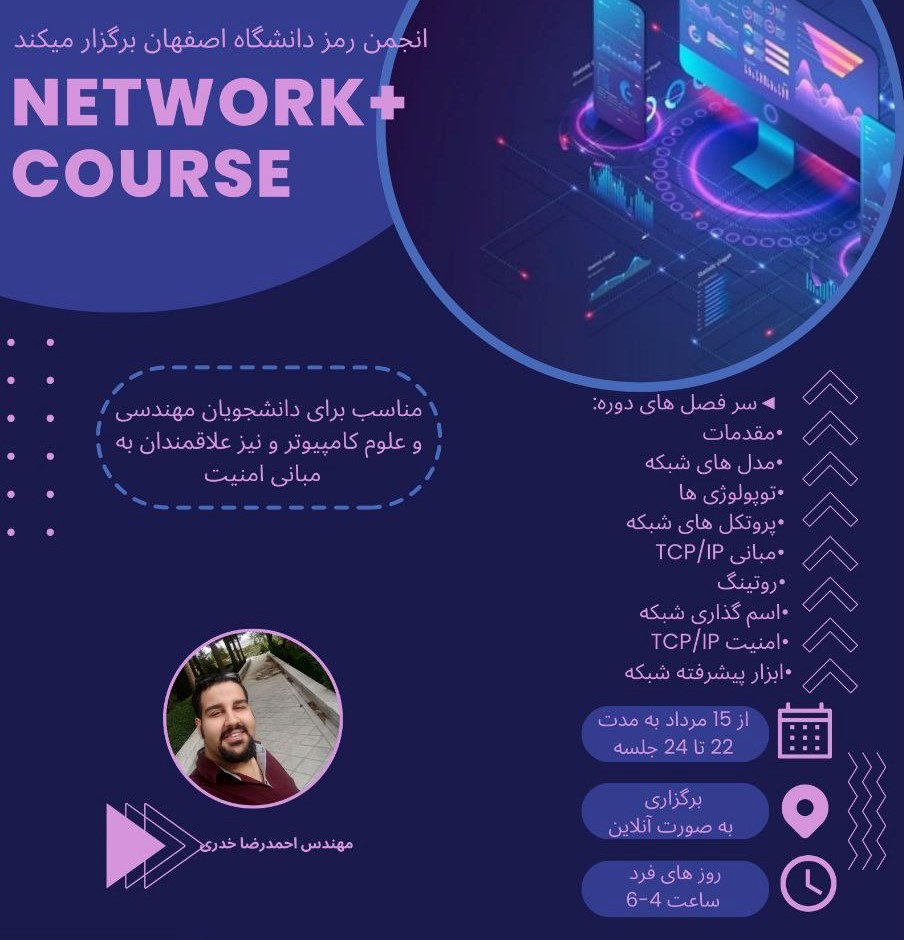 انجمن رمز دانشگاه اصفهان برگزار میکند
NETWORK+
COURSE
مناسب برای دانشجویان مهندسی
و علوم کامپیوتر و نیز علاقمندان به
مبانی امنیت
◄سر فصل های دوره:
•مقدمات
•مدل های شبکه
•توپولوژی ها
•پروتکل های شبکه
•مبانی TCP/IP
•روتینگ
•اسم گذاری شبکه
•امنیت TCP/IP
•ابزار پیشرفته شبکه
از 15 مرداد به مدت
22 تا 24 جلسه
برگزاری
به صورت آنلاین
روز های فرد
ساعت 4-6
مهندس احمدرضا خدری